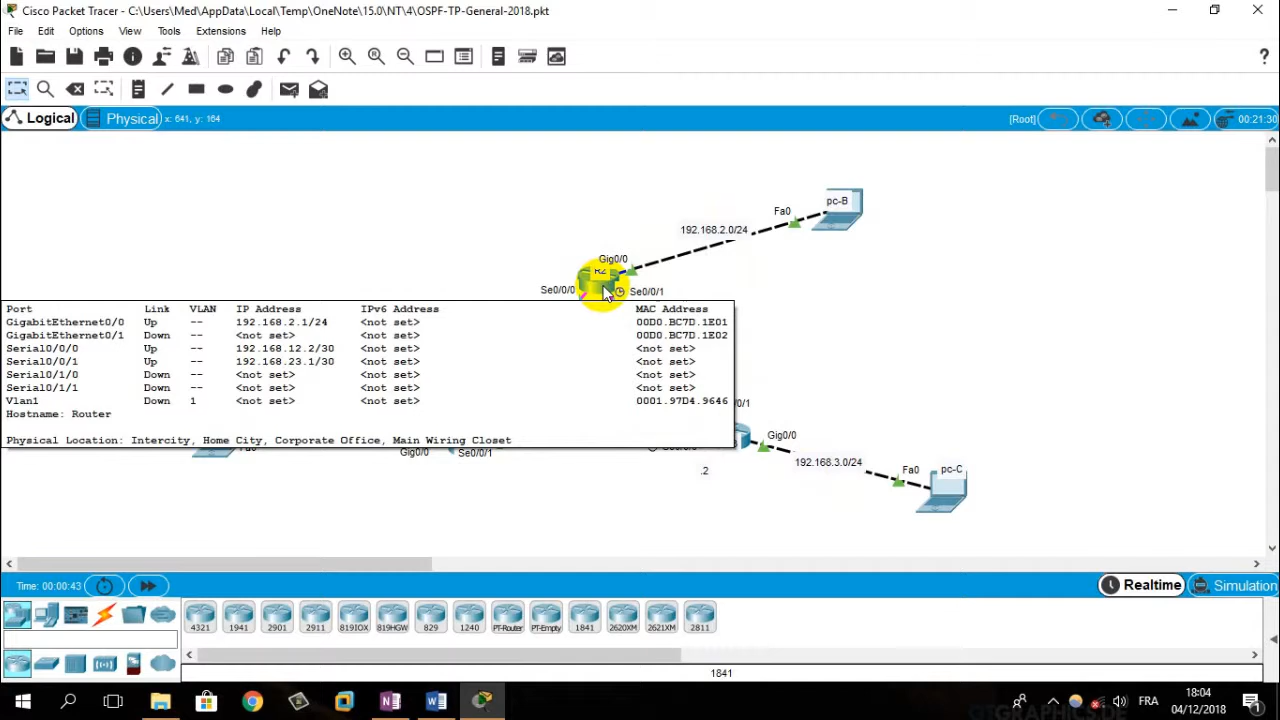 Cisco Packet Tracer - C:\Users\Med\AppData\Local\Temp\OneNote\15.0\NT\4\OSPF-TP-General-2018.pkt
File Edit Options View Tools Extensions Help
Logical Physical x: 641, y: 164 [Root] 00:21:30
pc-B
Fa0
192.168.2.0/24
Gig0/0
R2
Se0/0/0 Se0/0/1
Port Link VLAN IP Address IPv6 Address MAC Address
GigabitEthernet0/0 Up -- 192.168.2.1/24 <not set> 00D0.BC7D.1E01
GigabitEthernet0/1 Down -- <not set> <not set> 00D0.BC7D.1E02
Serial0/0/0 Up -- 192.168.12.2/30 <not set> <not set>
Serial0/0/1 Up -- 192.168.23.1/30 <not set> <not set>
Serial0/1/0 Down -- <not set> <not set> <not set>
Serial0/1/1 Down -- <not set> <not set> <not set>
Vlan1 Down 1 <not set> <not set> 0001.97D4.9646
Hostname: Router
Physical Location: Intercity, Home City, Corporate Office, Main Wiring Closet
0/1
Gig0/0
Fa0
Gig0/0 Se0/0/1
192.168.3.0/24
.2
Fa0 pc-C
Time: 00:00:43 Realtime Simulation
4321 1941 2901 2911 819IOX 819HGW 829 1240 PT-Router PT-Empty 1841 2620XM 2621XM 2811
1841
FRA 18:04
04/12/2018